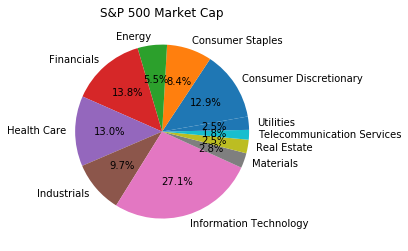 S&P 500 Market Cap
Energy
Consumer Staples
Financials
Consumer Discretionary
Health Care
Utilities
Telecommunication Services
Real Estate
Materials
Industrials
Information Technology
5.5%
8.4%
13.8%
12.9%
2.5%
1.8%
2.5%
2.8%
13.0%
9.7%
27.1%